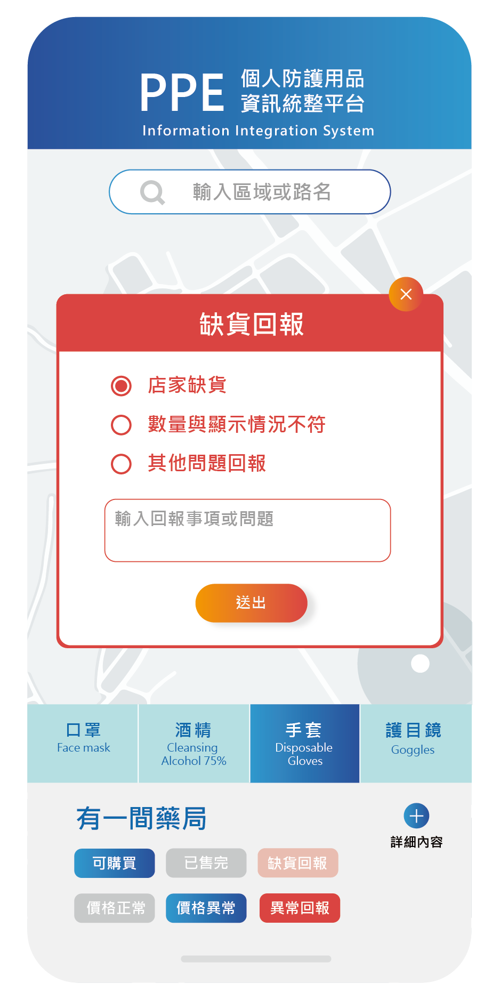 PPE
個人防護用品
資訊統整平台
Information Integration System
輸入區域或路名
缺貨回報
店家缺貨
數量與顯示情況不符
其他問題回報
輸入回報事項或問題
送出
口罩
Face mask
酒精
Cleansing
Alcohol 75%
手套
Disposable
Gloves
護目鏡
Goggles
有一間藥局
詳細內容
可購買
已售完
缺貨回報
價格正常
價格異常
異常回報